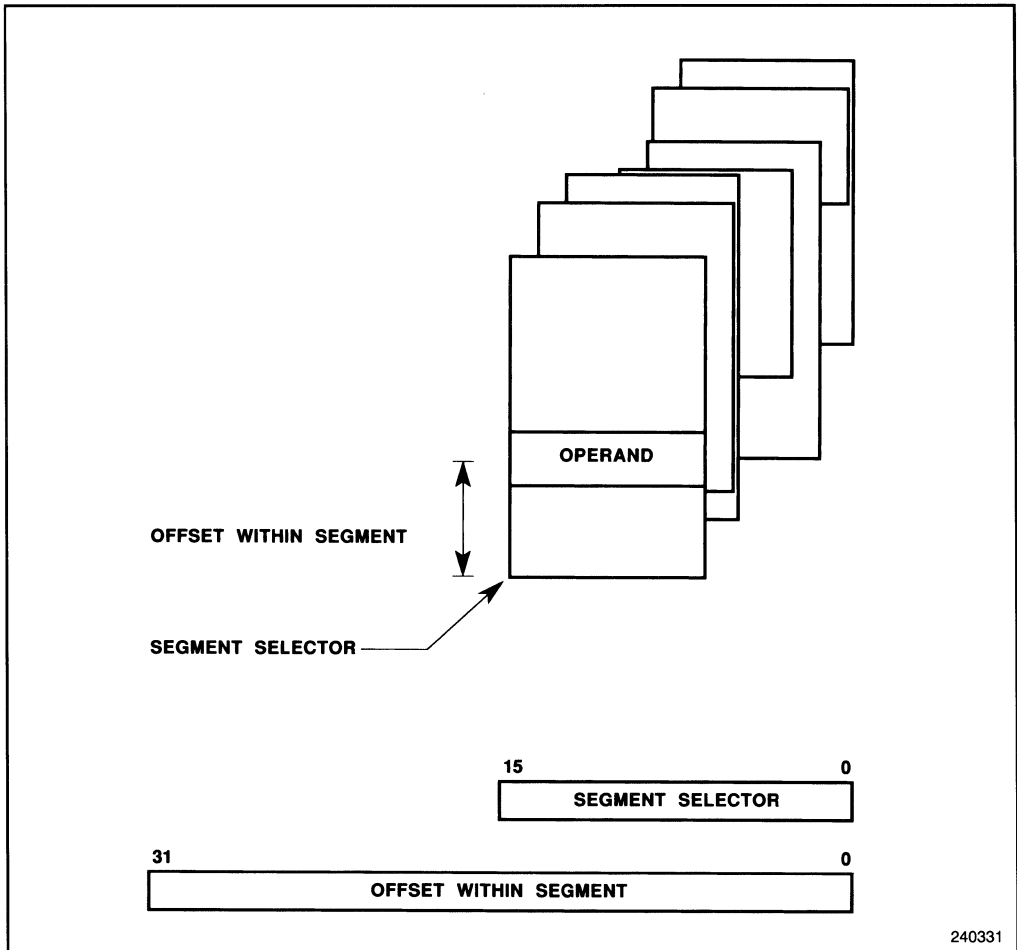 OPERAND
OFFSET WITHIN SEGMENT
SEGMENT SELECTOR
15 0
SEGMENT SELECTOR
31 0
OFFSET WITHIN SEGMENT
240331